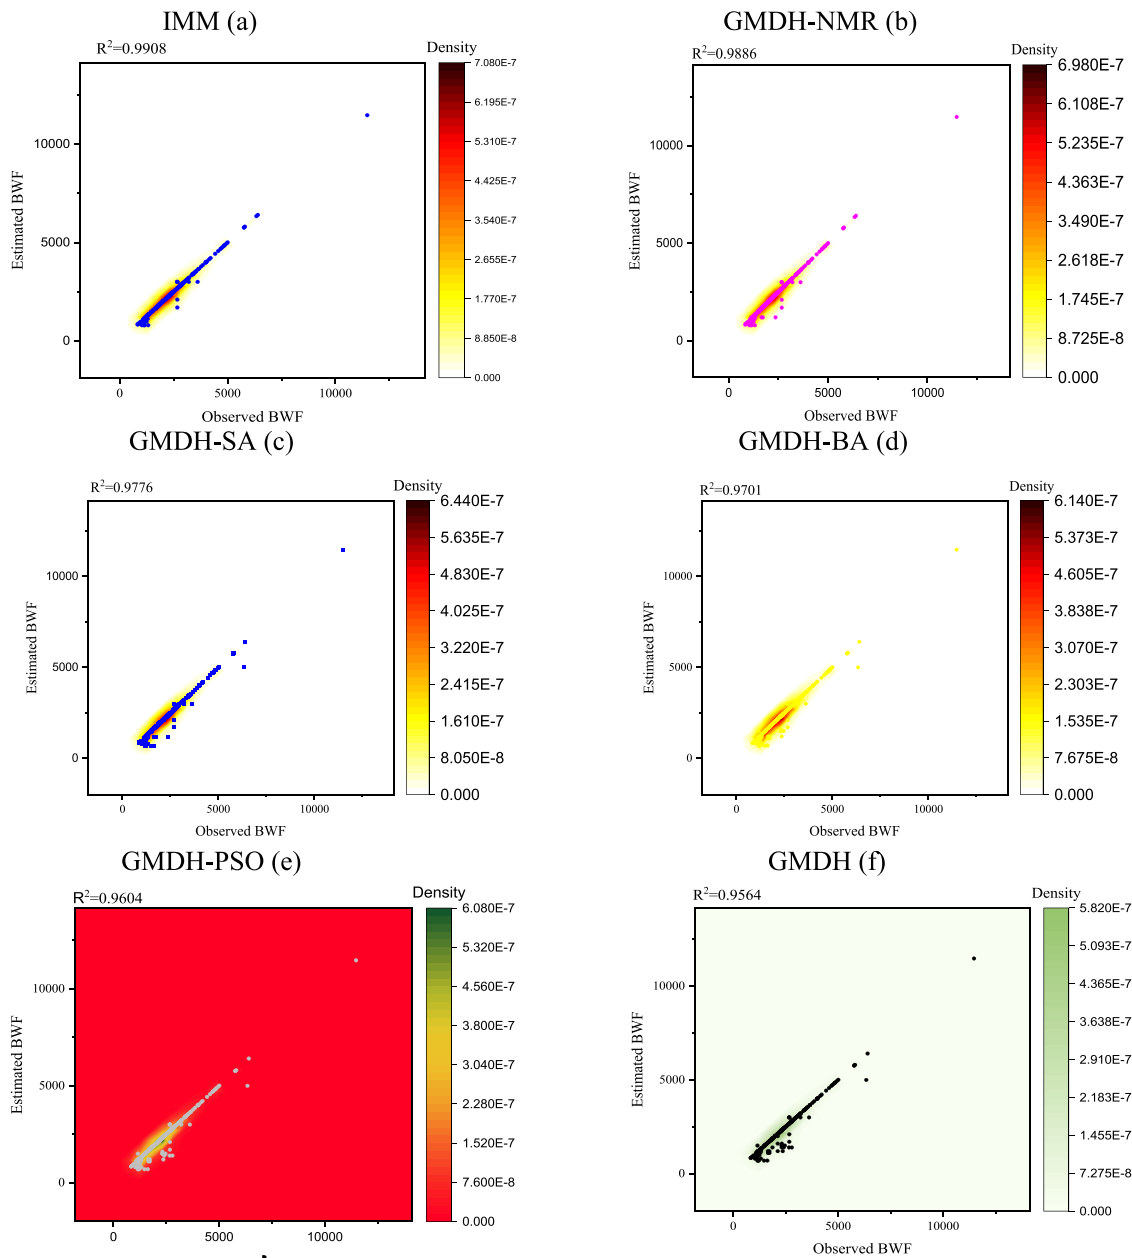 IMM (a)
R²=0.9908
Density
7.080E-7
6.195E-7
5.310E-7
4.425E-7
3.540E-7
2.655E-7
1.770E-7
8.850E-8
0.000
10000
5000
0
Estimated BWF
0
5000
10000
Observed BWF
GMDH-NMR (b)
R²=0.9886
Density
6.980E-7
6.108E-7
5.235E-7
4.363E-7
3.490E-7
2.618E-7
1.745E-7
8.725E-8
0.000
10000
5000
0
Estimated BWF
0
5000
10000
Observed BWF
GMDH-SA (c)
R²=0.9776
Density
6.440E-7
5.635E-7
4.830E-7
4.025E-7
3.220E-7
2.415E-7
1.610E-7
8.050E-8
0.000
10000
5000
0
Estimated BWF
0
5000
10000
Observed BWF
GMDH-BA (d)
R²=0.9701
Density
6.140E-7
5.373E-7
4.605E-7
3.838E-7
3.070E-7
2.303E-7
1.535E-7
7.675E-8
0.000
10000
5000
0
Estimated BWF
0
5000
10000
Observed BWF
GMDH-PSO (e)
R²=0.9604
Density
6.080E-7
5.320E-7
4.560E-7
3.800E-7
3.040E-7
2.280E-7
1.520E-7
7.600E-8
0.000
10000
5000
0
Estimated BWF
0
5000
10000
GMDH (f)
R²=0.9564
Density
5.820E-7
5.093E-7
4.365E-7
3.638E-7
2.910E-7
2.183E-7
1.455E-7
7.275E-8
0.000
10000
5000
0
Estimated BWF
0
5000
10000
Observed BWF